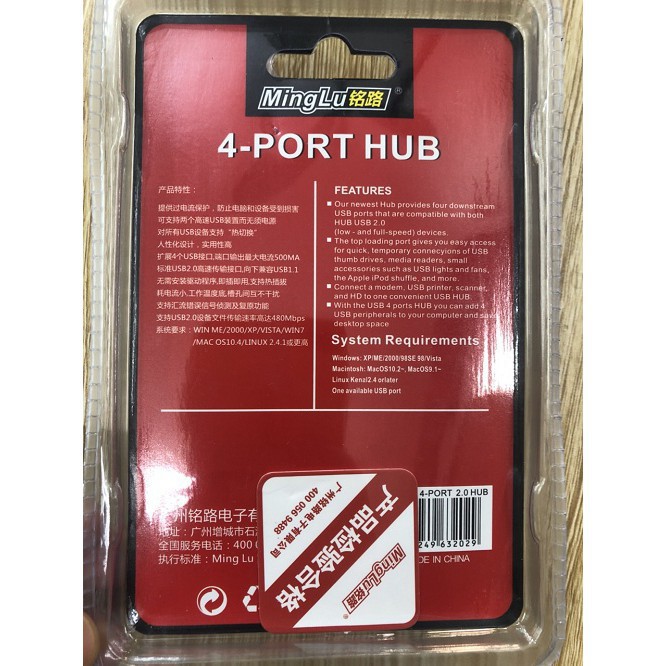 MingLu铭路®
4-PORT HUB
产品特性:
提供过电流保护,防止电脑和设备受到损害
可支持两个高速USB装置而无须电源
对所有USB设备支持“热切换”
人性化设计,实用性高
扩展4个USB接口,端口输出最大电流500MA
标准USB2.0高速传输接口,向下兼容USB1.1
无需安装驱动程序,即插即用,支持热插拔
耗电流小,工作温度底,槽孔间互不干扰
支持汇流错误信号侦测及复原功能
支持USB2.0设备文件传输速率高达480Mbps
系统要求: WIN ME/2000/XP/VISTA/WIN7
/MAC OS10.4/LINUX 2.4.1或更高
FEATURES
Our newest Hub provides four downstream
USB ports that are compatible with both
HUB USB 2.0
(low - and full-speed) devices.
The top loading port gives you easy access
for quick, temporary connecyions of USB
thumb drives, media readers, small
accessories such as USB lights and fans,
the Apple iPod shuffle, and more.
Connect a modem, USB printer, scanner,
and HD to one convenient USB HUB.
With the USB 4 ports HUB you can add 4
USB peripherals to your computer and save
desktop space
System Requirements
Windows: XP/ME/2000/98SE 98/Vista
Macintosh: MacOS10.2~, MacOS9.1~
Linux Kenal2.4 orlater
One available USB port
州铭路电子有
地址: 广州增城市石
全国服务电话: 400 0
执行标准: Ming Lu
产品检验合格
广州铭路电子有限公司
400 056 9488
MingLu铭路®
4-PORT 2.0 HUB
249 632029
DE IN CHINA